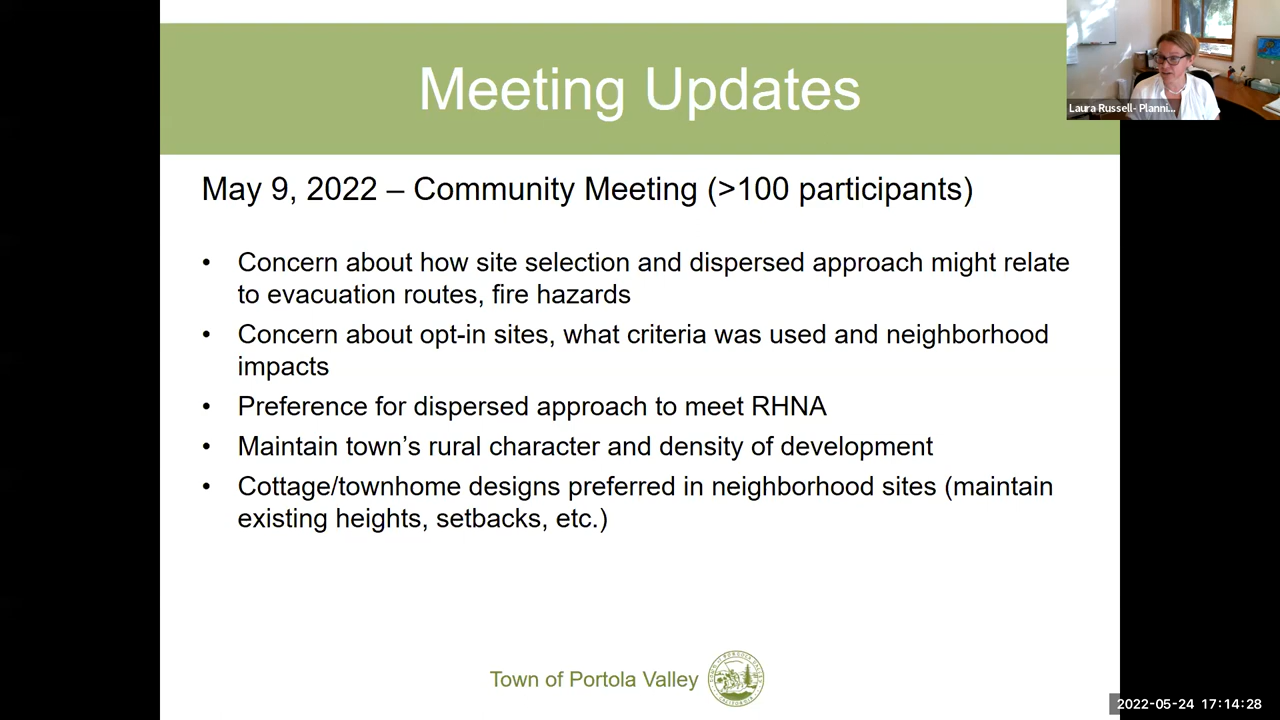 Meeting Updates
Laura Russell- Planni...
May 9, 2022 – Community Meeting (>100 participants)
• Concern about how site selection and dispersed approach might relate
to evacuation routes, fire hazards
• Concern about opt-in sites, what criteria was used and neighborhood
impacts
• Preference for dispersed approach to meet RHNA
• Maintain town’s rural character and density of development
• Cottage/townhome designs preferred in neighborhood sites (maintain
existing heights, setbacks, etc.)
Town of Portola Valley
2022-05-24 17:14:28